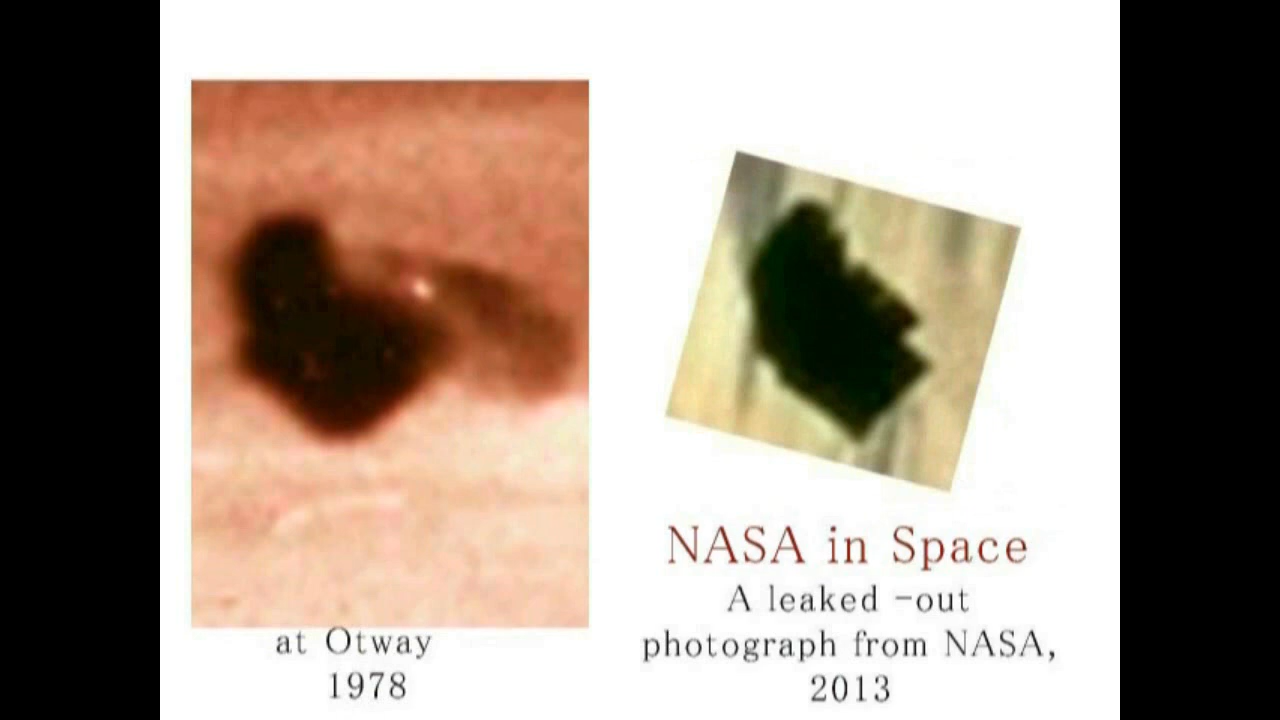 at Otway
1978
NASA in Space
A leaked -out
photograph from NASA,
2013